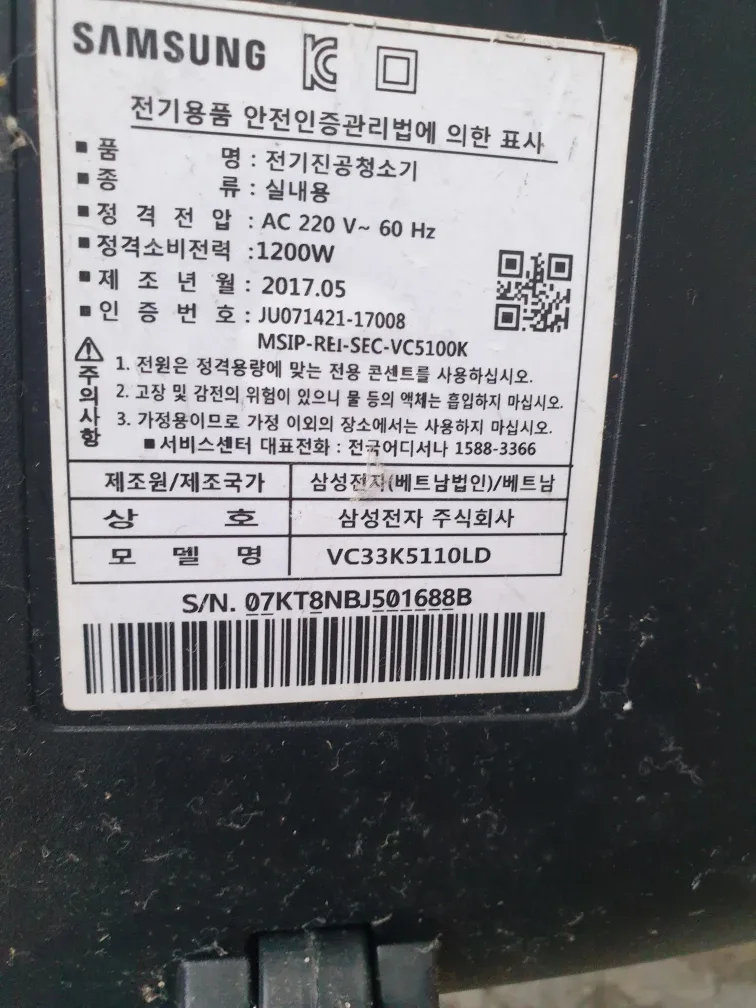 SAMSUNG
전기용품 안전인증관리법에 의한 표시
■ 품 명 : 전기진공청소기
■ 종 류 : 실내용
■ 정 격 전 압 : AC 220 V~ 60 Hz
■ 정격소비전력 : 1200W
■ 제 조 년 월 : 2017.05
■ 인 증 번 호 : JU071421-17008
MSIP-REI-SEC-VC5100K
주의사항
1. 전원은 정격용량에 맞는 전용 콘센트를 사용하십시오.
2. 고장 및 감전의 위험이 있으니 물 등의 액체는 흡입하지 마십시오.
3. 가정용이므로 가정 이외의 장소에서는 사용하지 마십시오.
■ 서비스센터 대표전화 : 전국어디서나 1588-3366
제조원/제조국가 삼성전자(베트남법인)/베트남
상 호 삼성전자 주식회사
모 델 명 VC33K5110LD
S/N. 07KT8NBJ501688B